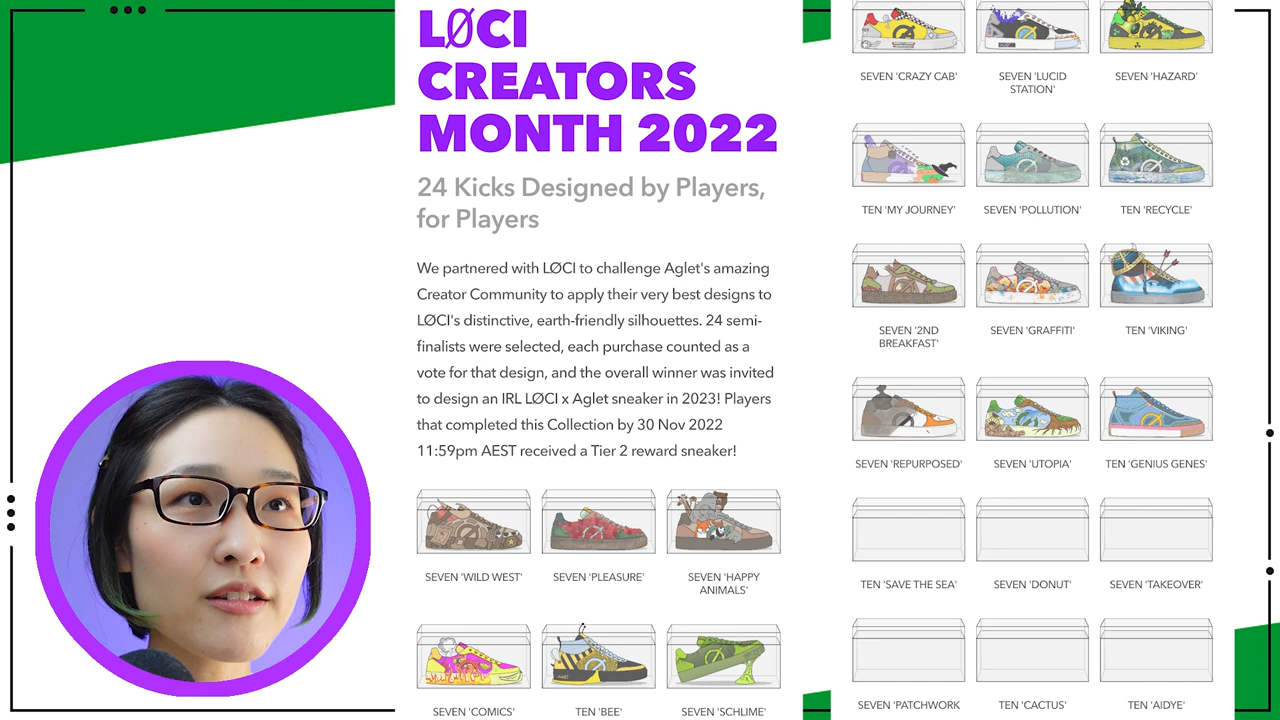 LØCI
CREATORS
MONTH 2022
24 Kicks Designed by Players,
for Players
We partnered with LØCI to challenge Aglet's amazing
Creator Community to apply their very best designs to
LØCI's distinctive, earth-friendly silhouettes. 24 semi-
finalists were selected, each purchase counted as a
vote for that design, and the overall winner was invited
to design an IRL LØCI x Aglet sneaker in 2023! Players
that completed this Collection by 30 Nov 2022
11:59pm AEST received a Tier 2 reward sneaker!
SEVEN 'WILD WEST'
SEVEN 'PLEASURE'
SEVEN 'HAPPY
ANIMALS'
SEVEN 'COMICS'
TEN 'BEE'
SEVEN 'SCHLIME'
SEVEN 'CRAZY CAB'
SEVEN 'LUCID
STATION'
SEVEN 'HAZARD'
TEN 'MY JOURNEY'
SEVEN 'POLLUTION'
TEN 'RECYCLE'
SEVEN '2ND
BREAKFAST'
SEVEN 'GRAFFITI'
TEN 'VIKING'
SEVEN 'REPURPOSED'
SEVEN 'UTOPIA'
TEN 'GENIUS GENES'
TEN 'SAVE THE SEA'
SEVEN 'DONUT'
SEVEN 'TAKEOVER'
SEVEN 'PATCHWORK
TEN 'CACTUS'
TEN 'AIDYE'